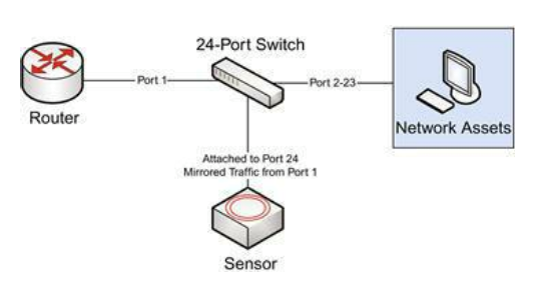 24-Port Switch
Port 1
Port 2-23
Router
Network Assets
Attached to Port 24
Mirrored Traffic from Port 1
Sensor